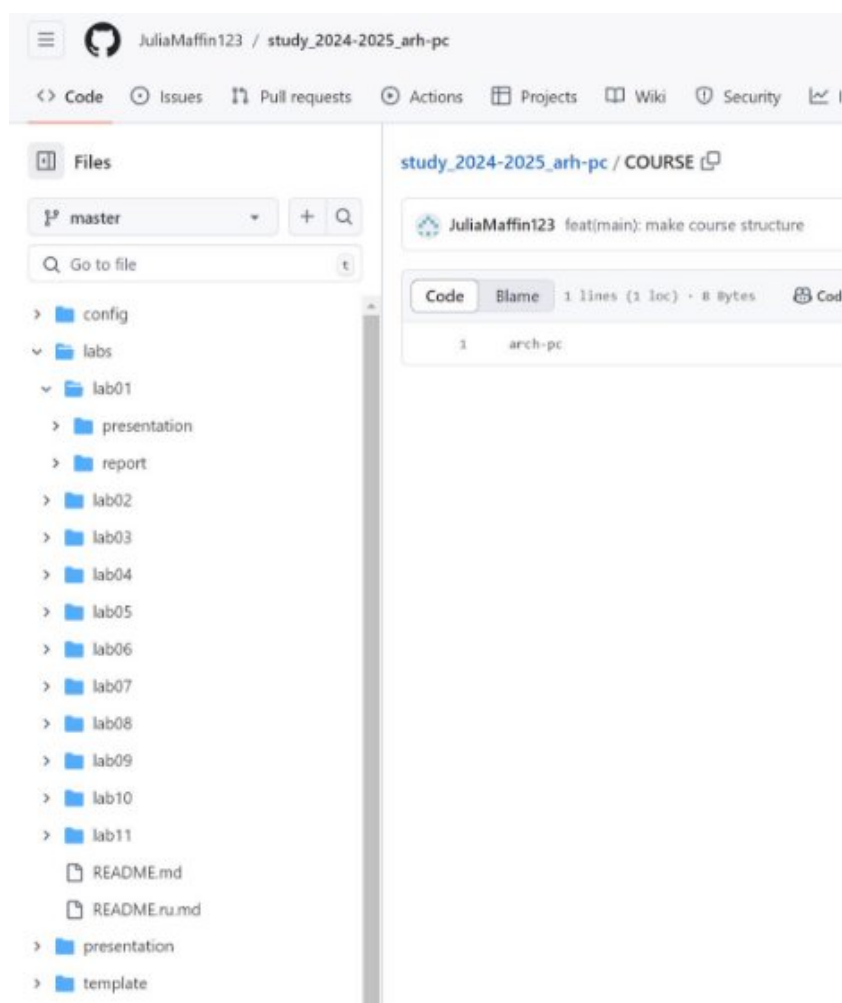 JuliaMaffin123 / study_2024-2025_arh-pc
Code Issues Pull requests Actions Projects Wiki Security
Files
master
Go to file t
config
labs
lab01
presentation
report
lab02
lab03
lab04
lab05
lab06
lab07
lab08
lab09
lab10
lab11
README.md
README.ru.md
presentation
template
study_2024-2025_arh-pc / COURSE
JuliaMaffin123 feat(main): make course structure
Code Blame 1 lines (1 loc) · 8 Bytes Cod
1 arch-pc